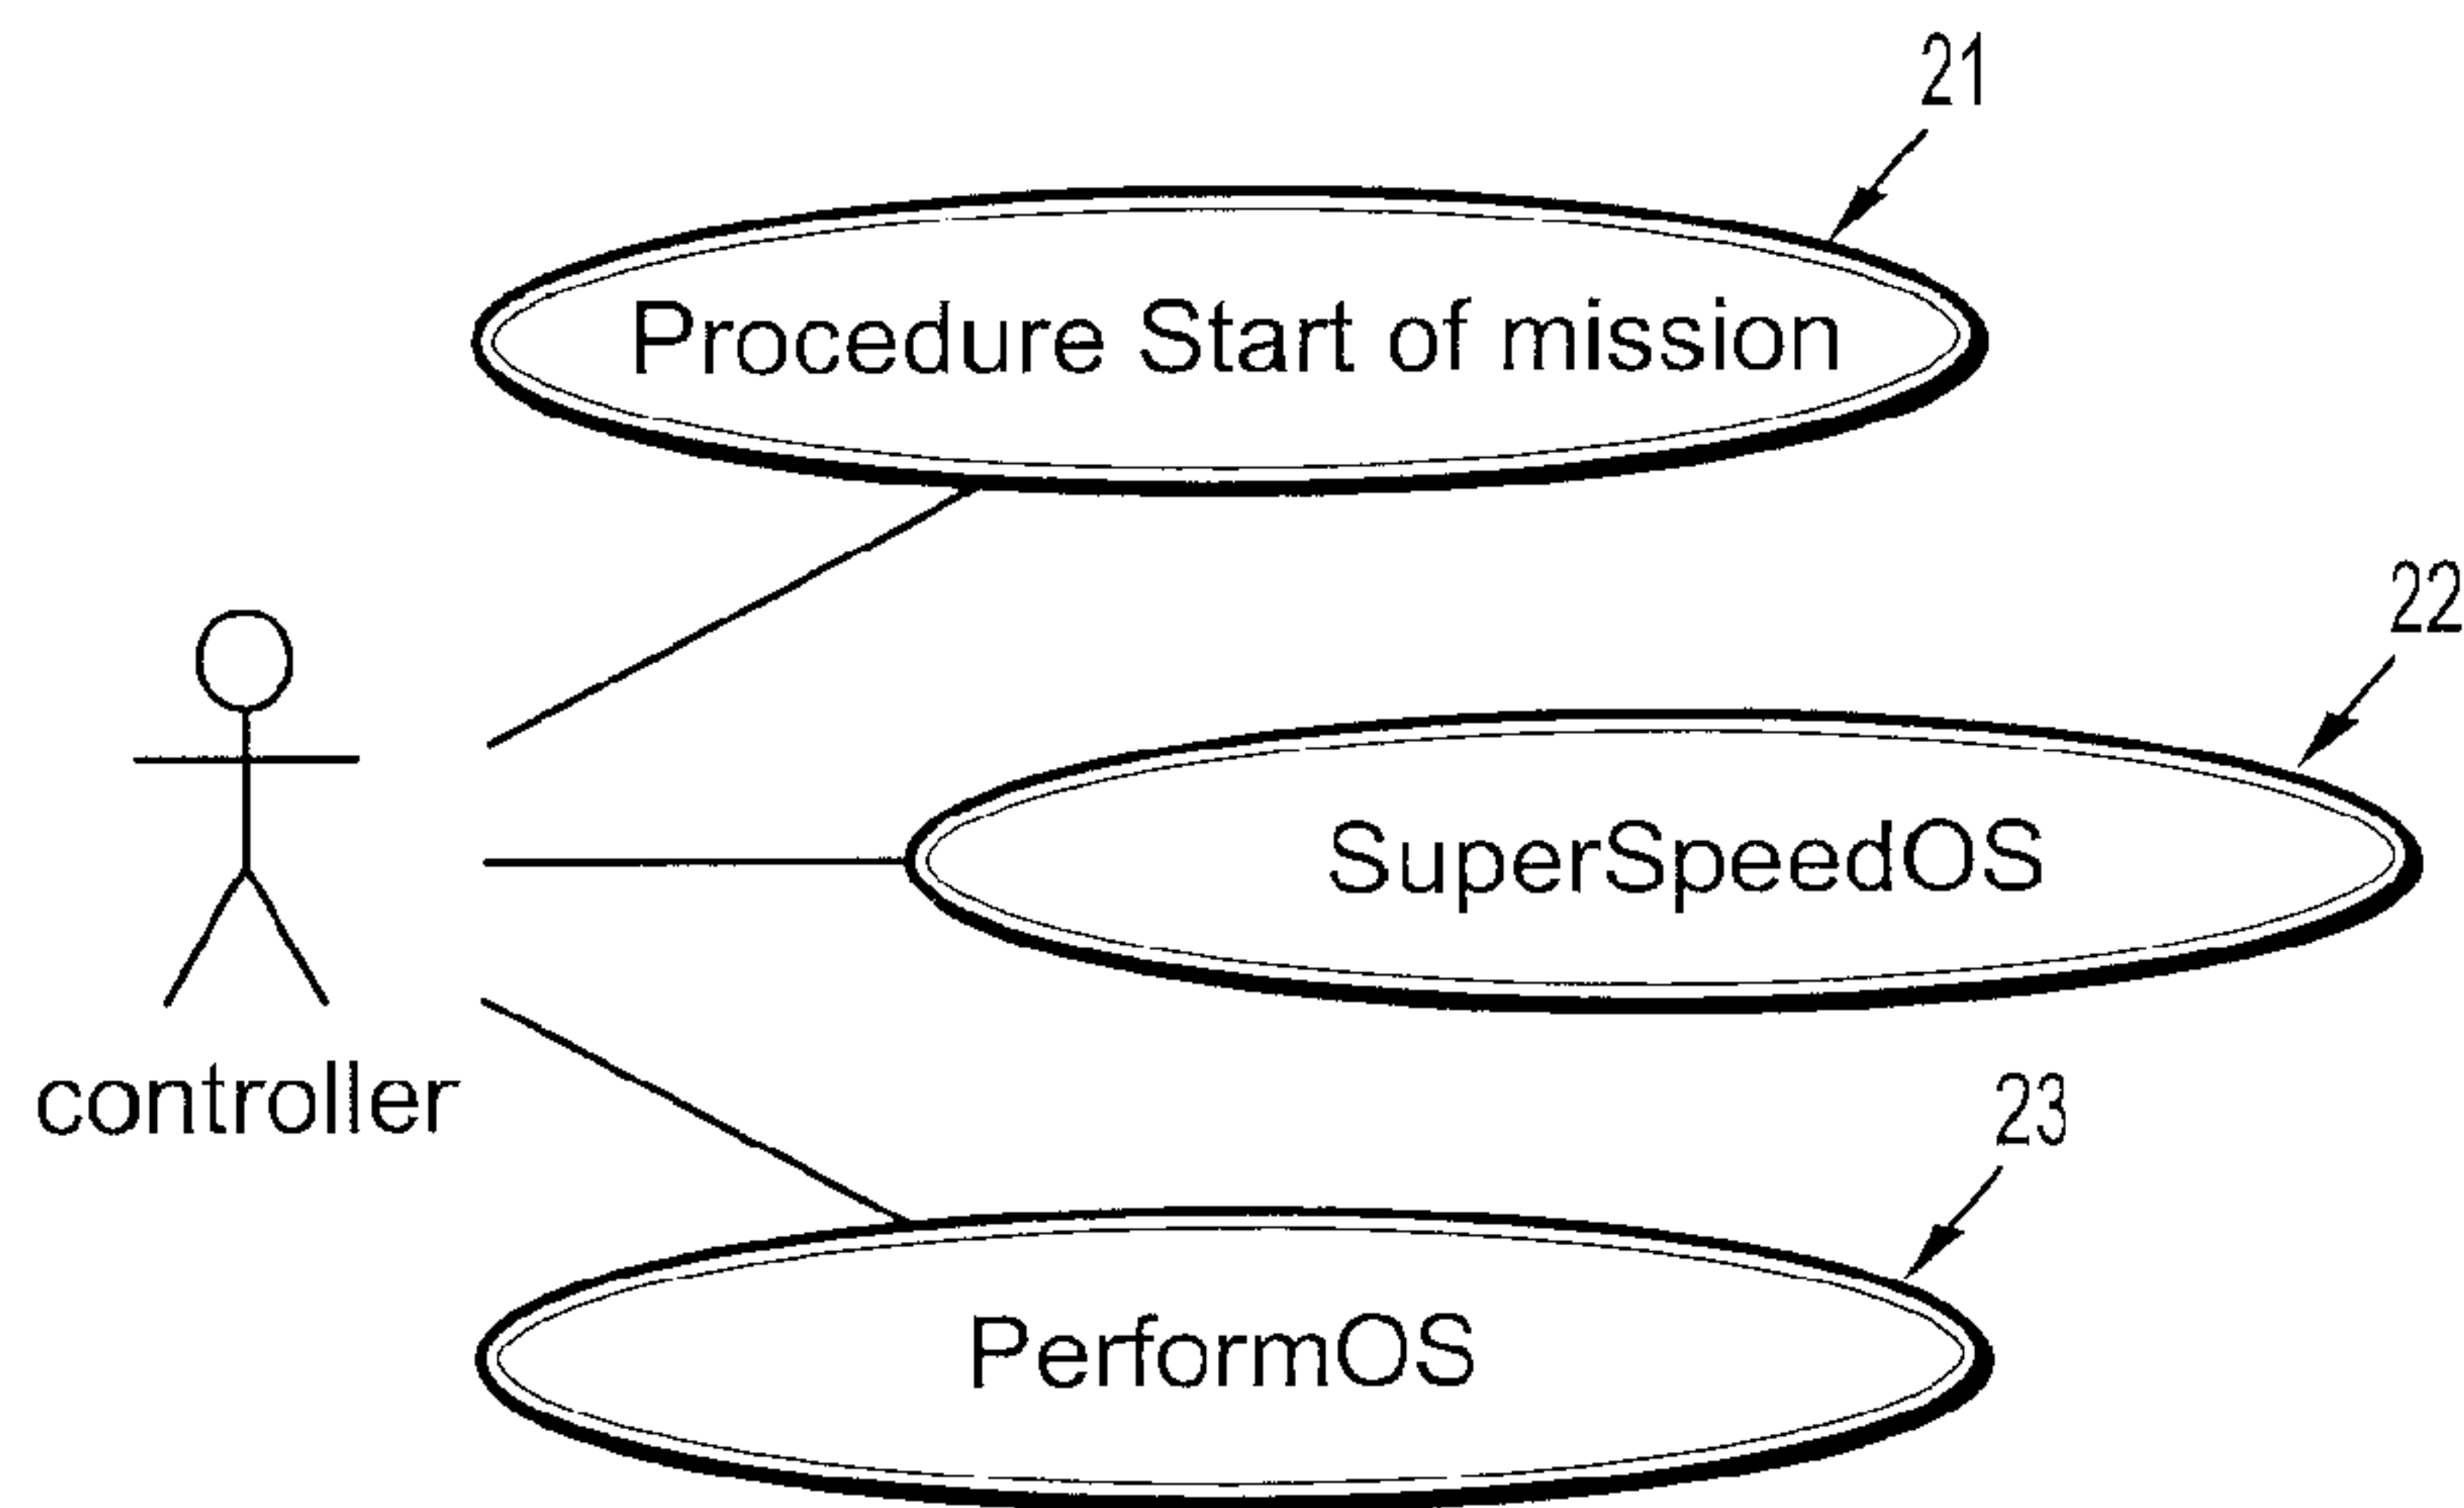 21
Procedure Start of mission
22
SuperSpeedOS
controller
23
PerformOS